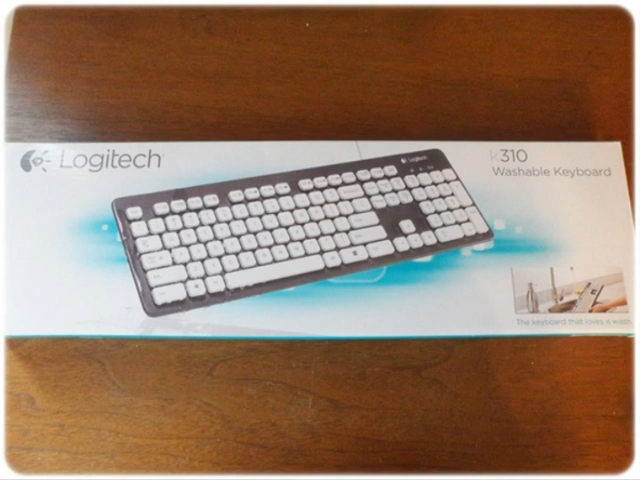 Logitech
Logitech
k310
Washable Keyboard
The keyboard that loves a wash